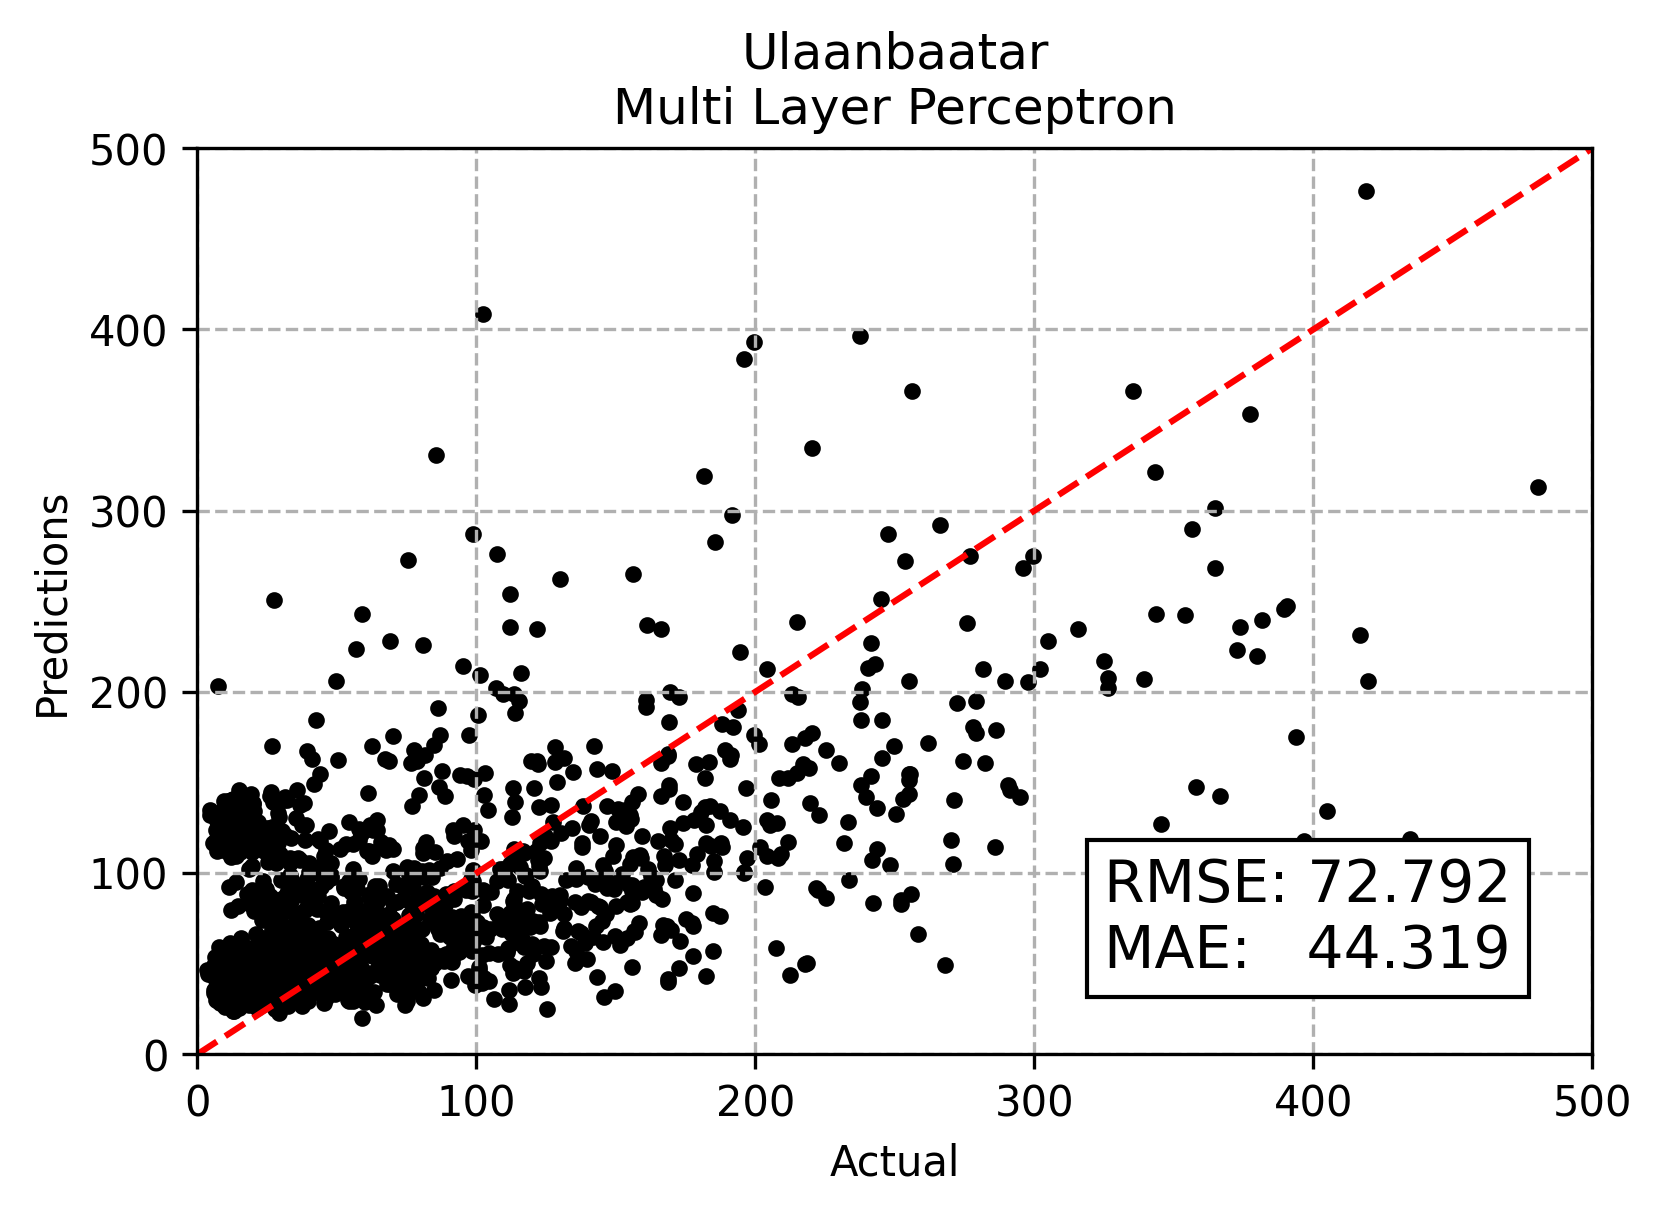 Ulaanbaatar
Multi Layer Perceptron
500
400
300
200
100
0
Predictions
RMSE: 72.792
MAE: 44.319
0 100 200 300 400 500
Actual